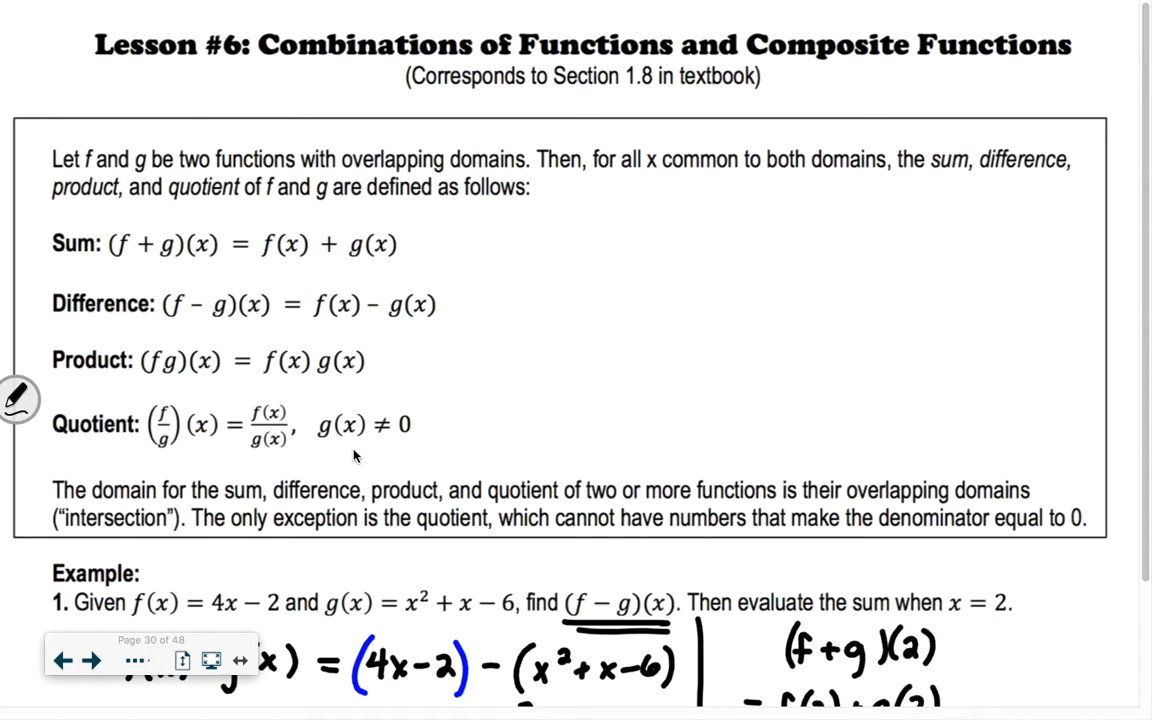 Lesson #6: Combinations of Functions and Composite Functions
(Corresponds to Section 1.8 in textbook)
Let f and g be two functions with overlapping domains. Then, for all x common to both domains, the sum, difference,
product, and quotient of f and g are defined as follows:
Sum: (f + g)(x) = f(x) + g(x)
Difference: (f − g)(x) = f(x) − g(x)
Product: (fg)(x) = f(x) g(x)
Quotient: (f/g)(x) = f(x)/g(x), g(x) ≠ 0
The domain for the sum, difference, product, and quotient of two or more functions is their overlapping domains
("intersection"). The only exception is the quotient, which cannot have numbers that make the denominator equal to 0.
Example:
1. Given f(x) = 4x − 2 and g(x) = x² + x − 6, find (f − g)(x). Then evaluate the sum when x = 2.
Page 30 of 48
x) = (4x−2) − (x²+x−6)
(f+g)(2)
= f(2)+g(2)